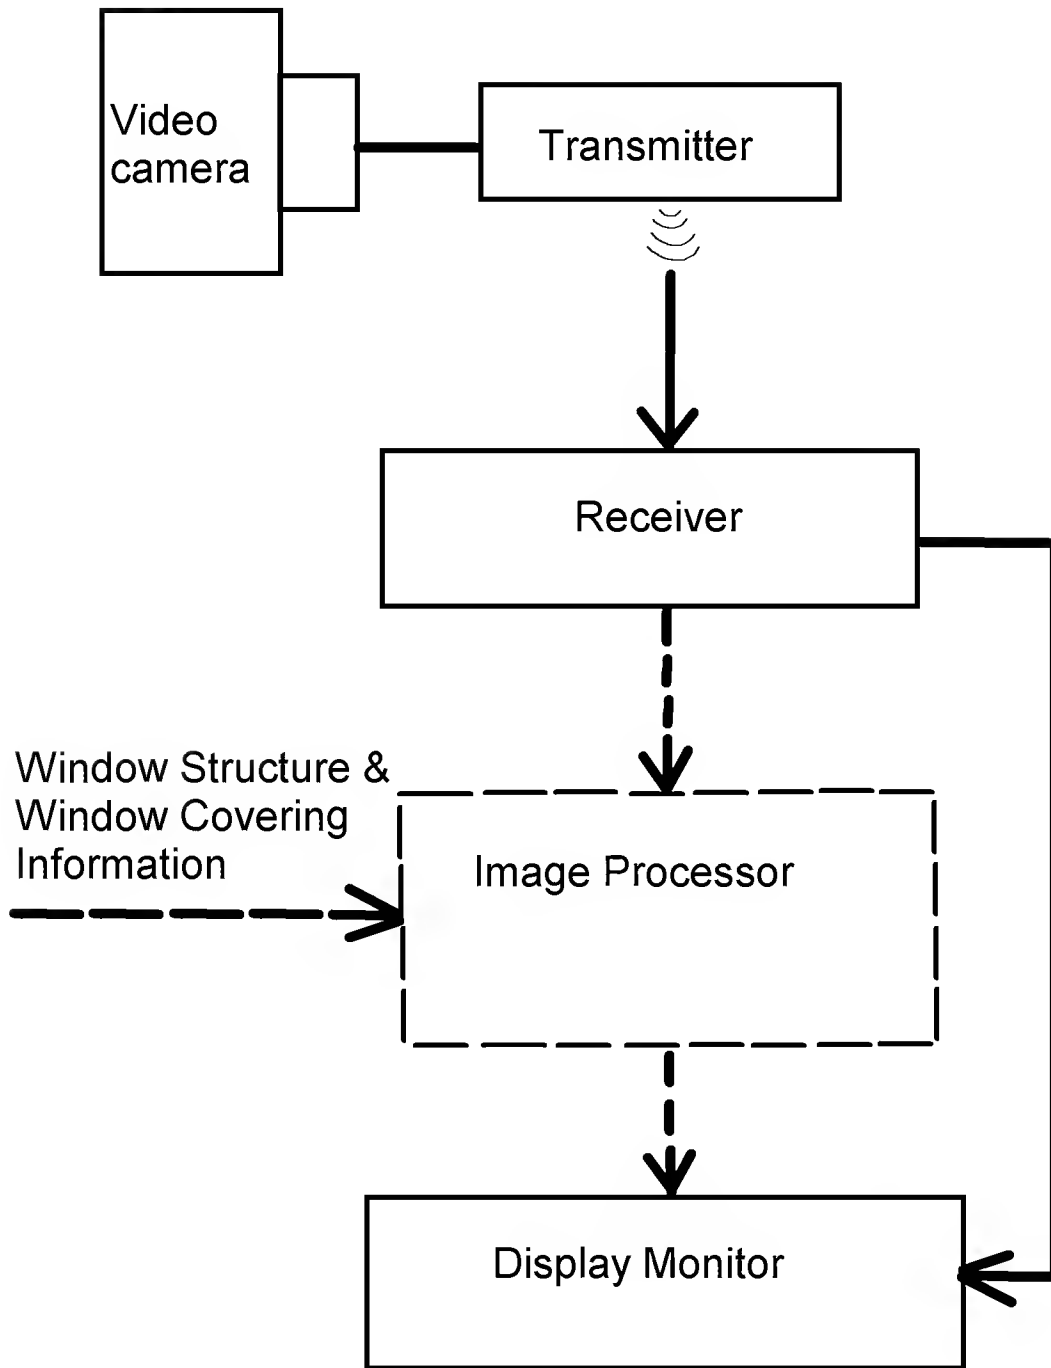 Video
camera
Transmitter
Receiver
Window Structure &
Window Covering
Information
Image Processor
Display Monitor